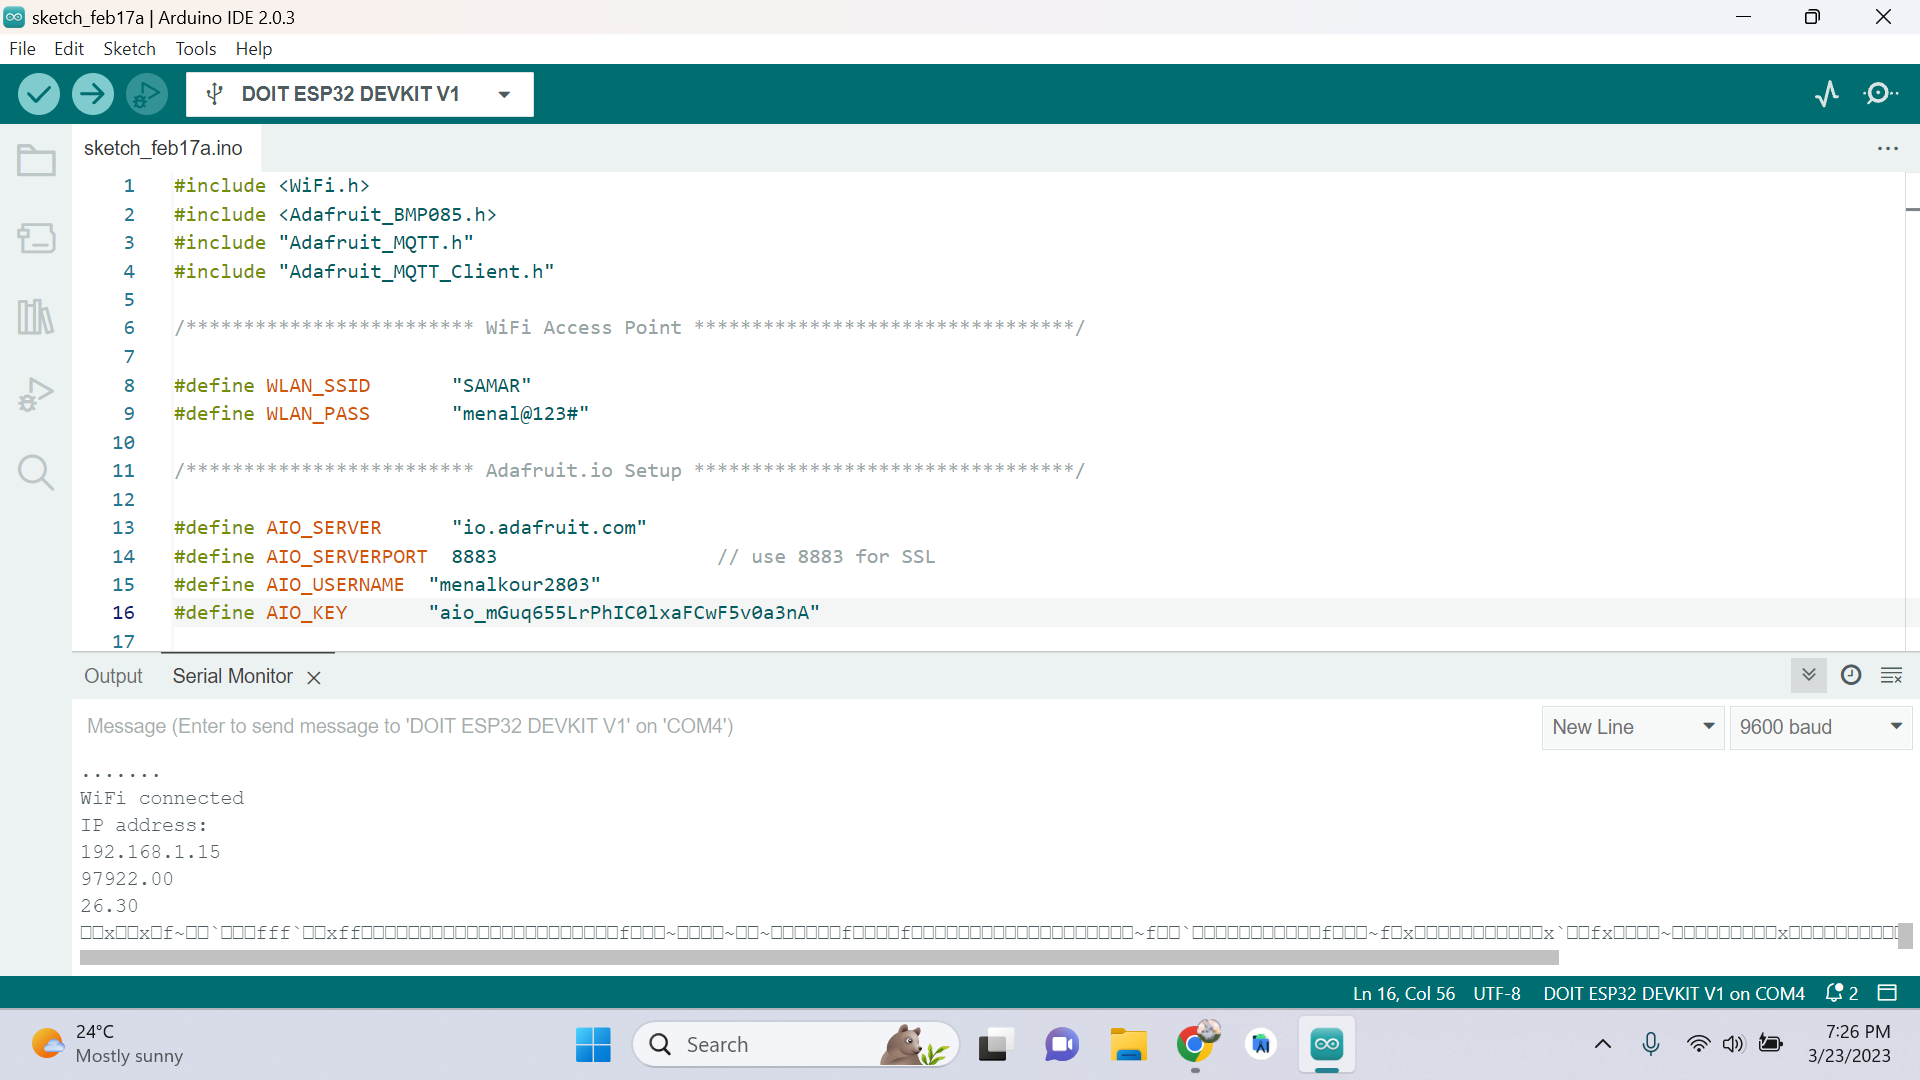 sketch_feb17a | Arduino IDE 2.0.3
File Edit Sketch Tools Help
DOIT ESP32 DEVKIT V1
sketch_feb17a.ino
1 #include <WiFi.h>
2 #include <Adafruit_BMP085.h>
3 #include "Adafruit_MQTT.h"
4 #include "Adafruit_MQTT_Client.h"
5
6 /************************* WiFi Access Point *********************************/
7
8 #define WLAN_SSID "SAMAR"
9 #define WLAN_PASS "menal@123#"
10
11 /************************* Adafruit.io Setup *********************************/
12
13 #define AIO_SERVER "io.adafruit.com"
14 #define AIO_SERVERPORT 8883 // use 8883 for SSL
15 #define AIO_USERNAME "menalkour2803"
16 #define AIO_KEY "aio_mGuq655LrPhIC0lxaFCwF5v0a3nA"
17
Output Serial Monitor
Message (Enter to send message to 'DOIT ESP32 DEVKIT V1' on 'COM4')
New Line 9600 baud
.......
WiFi connected
IP address:
192.168.1.15
97922.00
26.30
Ln 16, Col 56 UTF-8 DOIT ESP32 DEVKIT V1 on COM4 2
24°C
Mostly sunny
Search
7:26 PM
3/23/2023